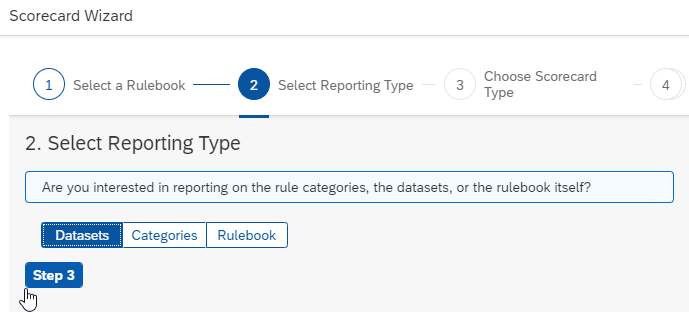 Scorecard Wizard
1 Select a Rulebook 2 Select Reporting Type 3 Choose Scorecard Type 4
2. Select Reporting Type
Are you interested in reporting on the rule categories, the datasets, or the rulebook itself?
Datasets Categories Rulebook
Step 3